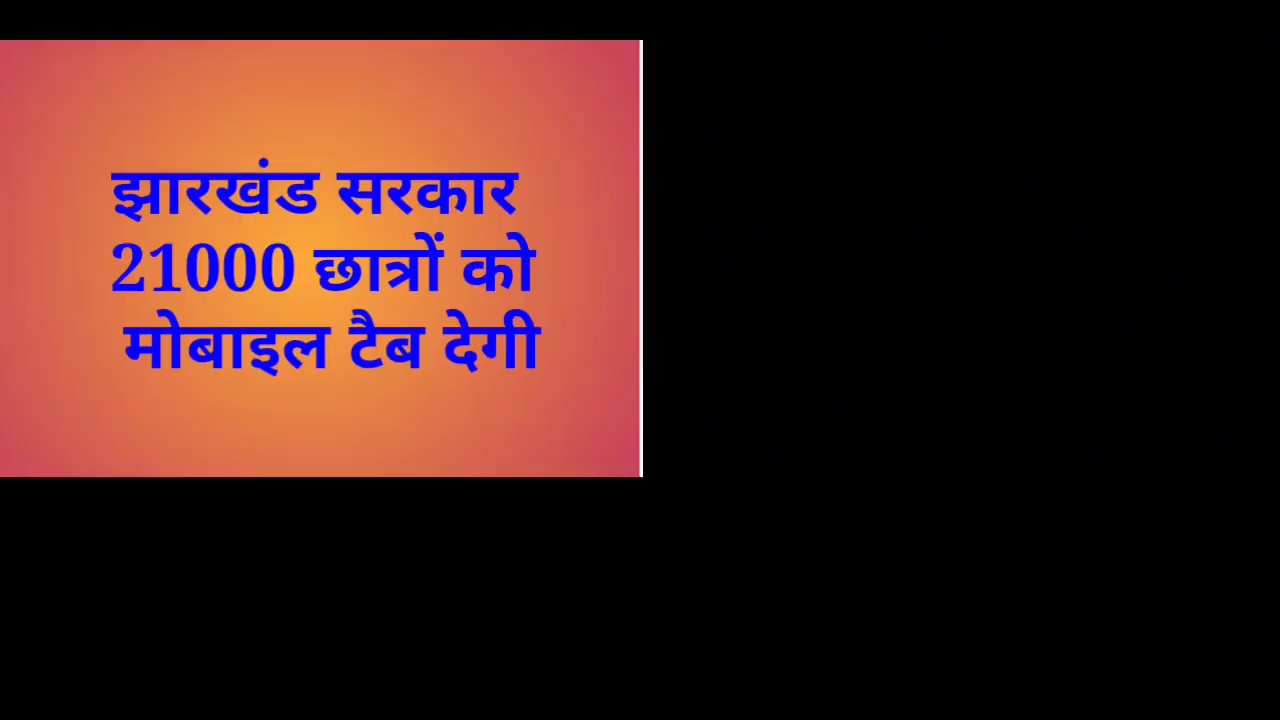 झारखंड सरकार
21000 छात्रों को
मोबाइल टैब देगी